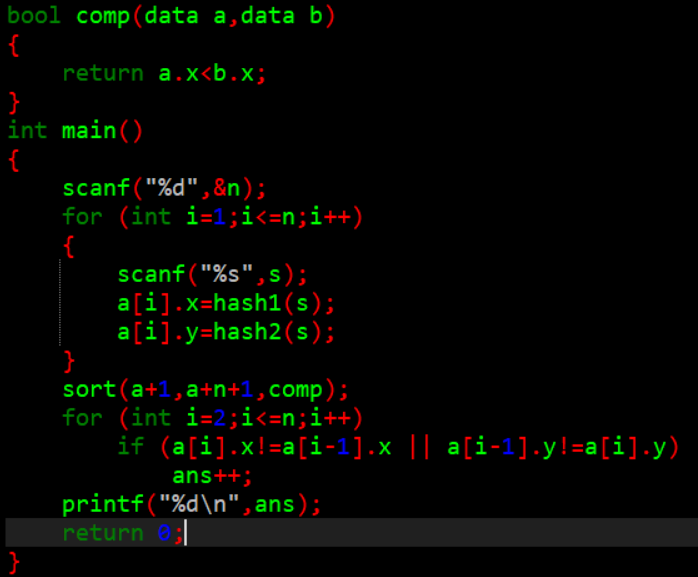 bool comp(data a,data b)
{
    return a.x<b.x;
}
int main()
{
    scanf("%d",&n);
    for (int i=1;i<=n;i++)
    {
        scanf("%s",s);
        a[i].x=hash1(s);
        a[i].y=hash2(s);
    }
    sort(a+1,a+n+1,comp);
    for (int i=2;i<=n;i++)
        if (a[i].x!=a[i-1].x || a[i-1].y!=a[i].y)
            ans++;
    printf("%d\n",ans);
    return 0;
}